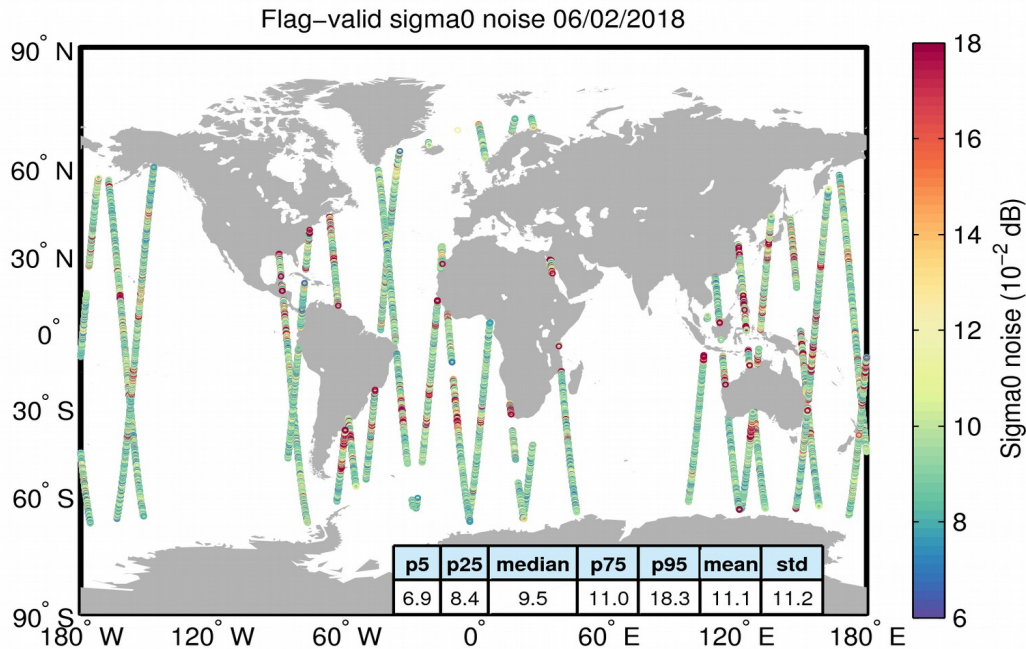 Flag−valid sigma0 noise 06/02/2018
90° N
60° N
30° N
0°
30° S
60° S
90° S
180° W
120° W
60° W
0°
60° E
120° E
180° E
p5 p25 median p75 p95 mean std
6.9 8.4 9.5 11.0 18.3 11.1 11.2
18
16
14
12
10
8
6
Sigma0 noise (10⁻² dB)